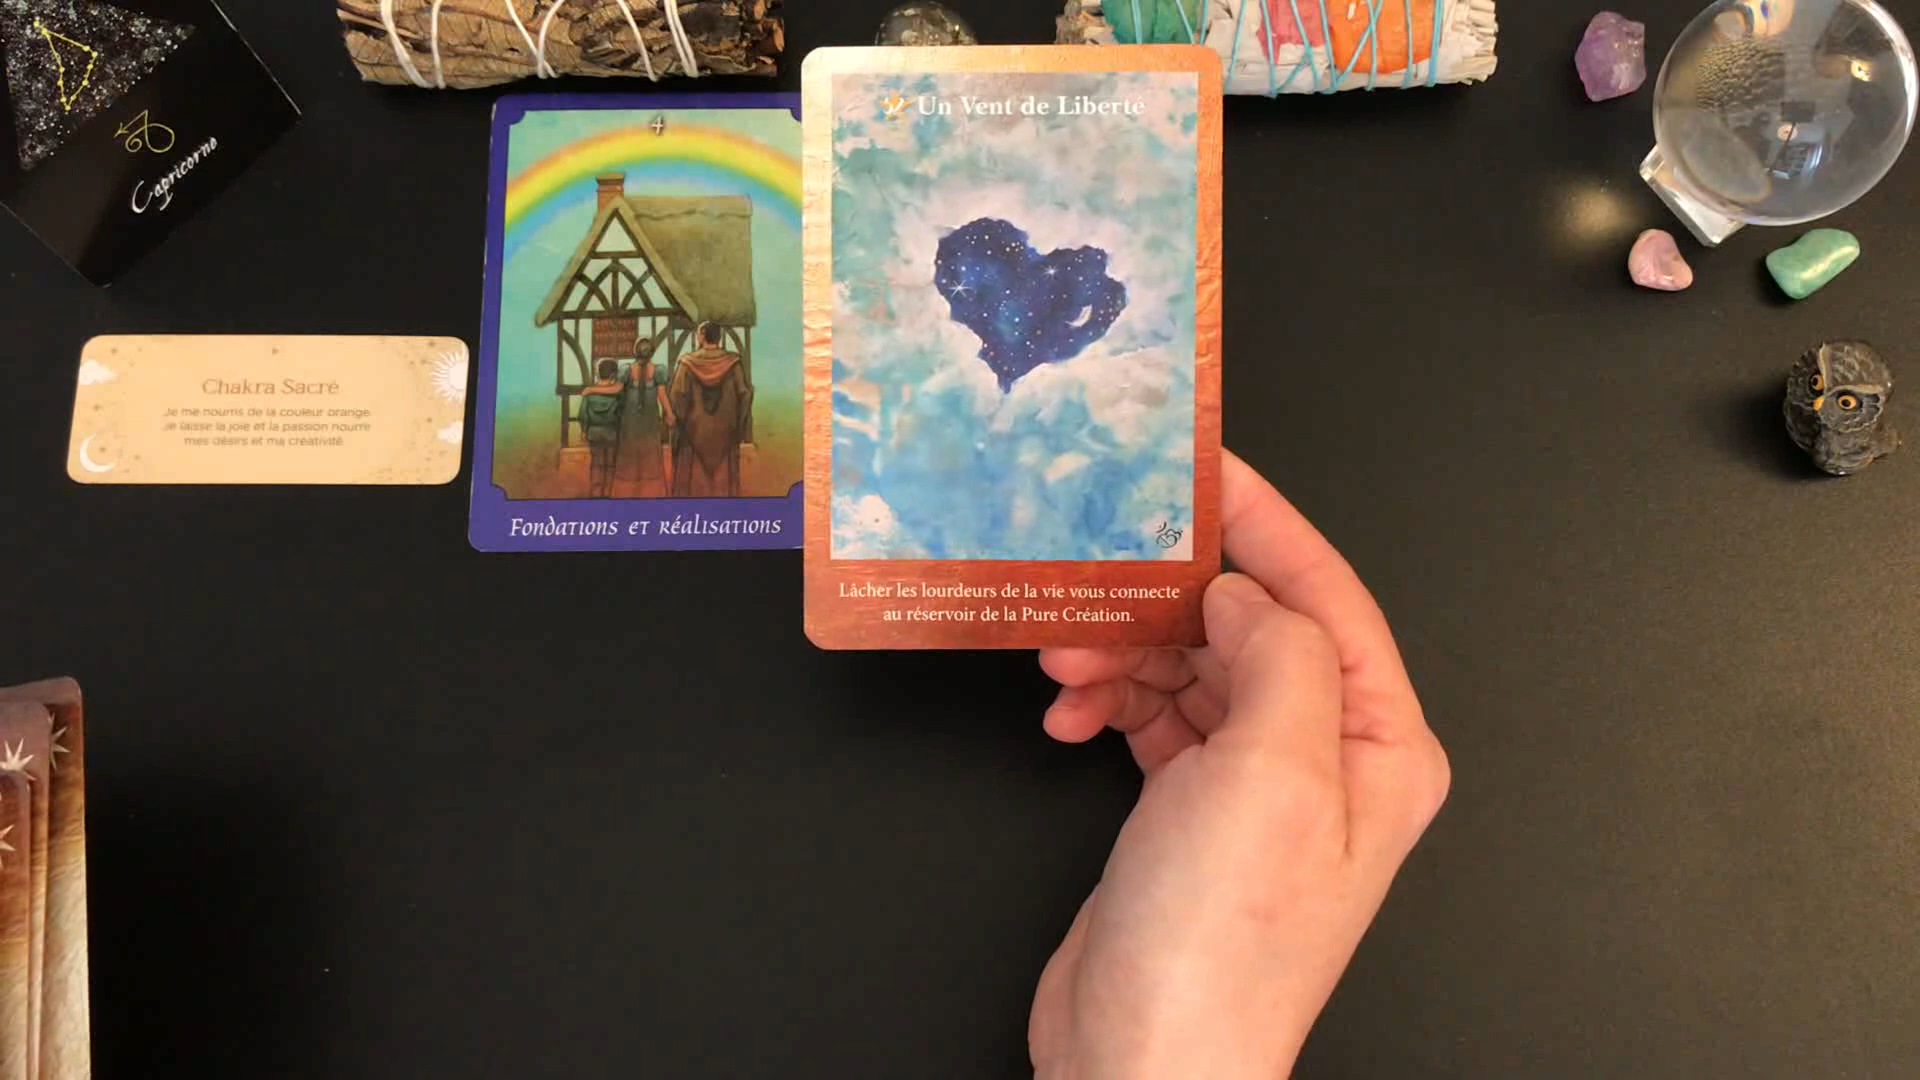 Capricorno
Chakra Sacré
Je me nourris de la couleur orange.
Je laisse la joie et la passion nourrir
mes désirs et ma créativité.
4
Fondations et réalisations
52 Un Vent de Liberté
Lâcher les lourdeurs de la vie vous connecte
au réservoir de la Pure Création.